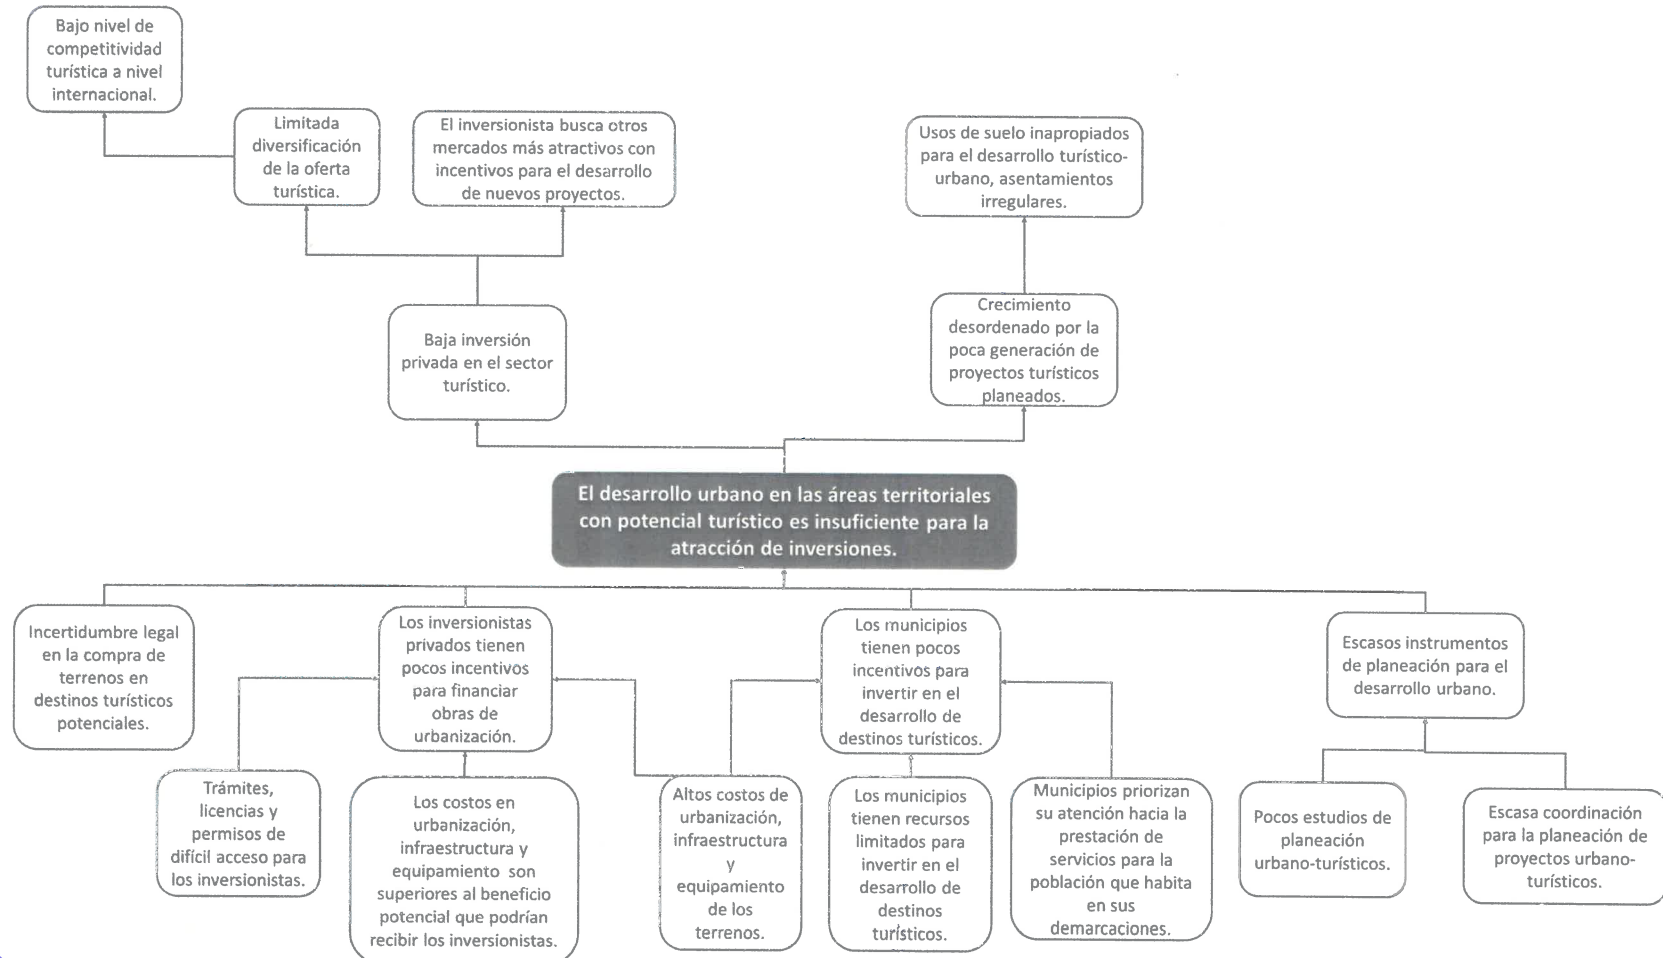 Bajo nivel de
competitividad
turística a nivel
internacional.
Limitada
diversificación
de la oferta
turística.
El inversionista busca otros
mercados más atractivos con
incentivos para el desarrollo
de nuevos proyectos.
Usos de suelo inapropiados
para el desarrollo turístico-
urbano, asentamientos
irregulares.
Baja inversión
privada en el sector
turístico.
Crecimiento
desordenado por la
poca generación de
proyectos turísticos
planeados.
El desarrollo urbano en las áreas territoriales
con potencial turístico es insuficiente para la
atracción de inversiones.
Incertidumbre legal
en la compra de
terrenos en
destinos turísticos
potenciales.
Los inversionistas
privados tienen
pocos incentivos
para financiar
obras de
urbanización.
Los municipios
tienen pocos
incentivos para
invertir en el
desarrollo de
destinos turísticos.
Escasos instrumentos
de planeación para el
desarrollo urbano.
Trámites,
licencias y
permisos de
difícil acceso para
los inversionistas.
Los costos en
urbanización,
infraestructura y
equipamiento son
superiores al beneficio
potencial que podrían
recibir los inversionistas.
Altos costos de
urbanización,
infraestructura
y
equipamiento
de los
terrenos.
Los municipios
tienen recursos
limitados para
invertir en el
desarrollo de
destinos
turísticos.
Municipios priorizan
su atención hacia la
prestación de
servicios para la
población que habita
en sus
demarcaciones.
Pocos estudios de
planeación
urbano-turísticos.
Escasa coordinación
para la planeación de
proyectos urbano-
turísticos.